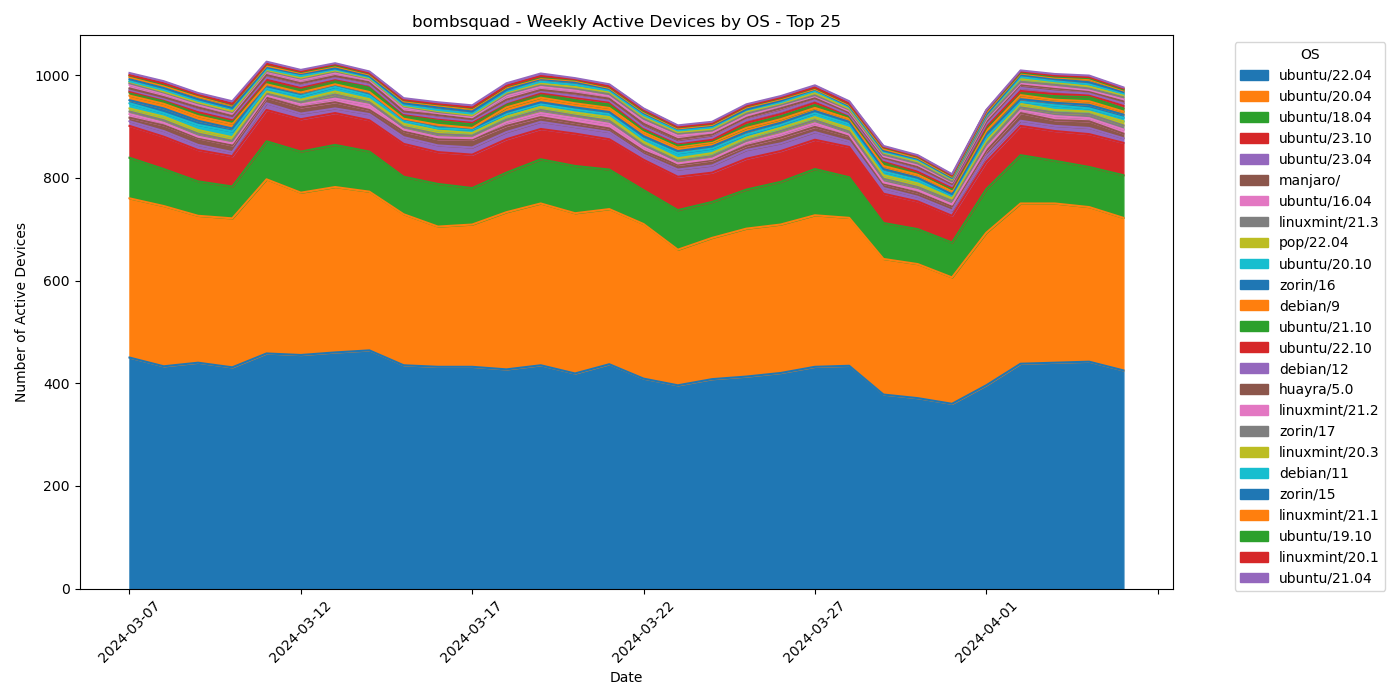 bombsquad - Weekly Active Devices by OS - Top 25
Number of Active Devices
1000
800
600
400
200
0
2024-03-07
2024-03-12
2024-03-17
2024-03-22
2024-03-27
2024-04-01
Date
OS
ubuntu/22.04
ubuntu/20.04
ubuntu/18.04
ubuntu/23.10
ubuntu/23.04
manjaro/
ubuntu/16.04
linuxmint/21.3
pop/22.04
ubuntu/20.10
zorin/16
debian/9
ubuntu/21.10
ubuntu/22.10
debian/12
huayra/5.0
linuxmint/21.2
zorin/17
linuxmint/20.3
debian/11
zorin/15
linuxmint/21.1
ubuntu/19.10
linuxmint/20.1
ubuntu/21.04